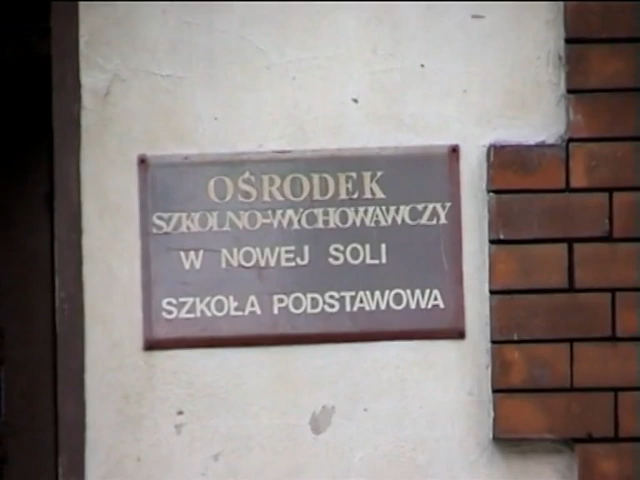 OŚRODEK
SZKOLNO-WYCHOWAWCZY
W NOWEJ SOLI
SZKOŁA PODSTAWOWA